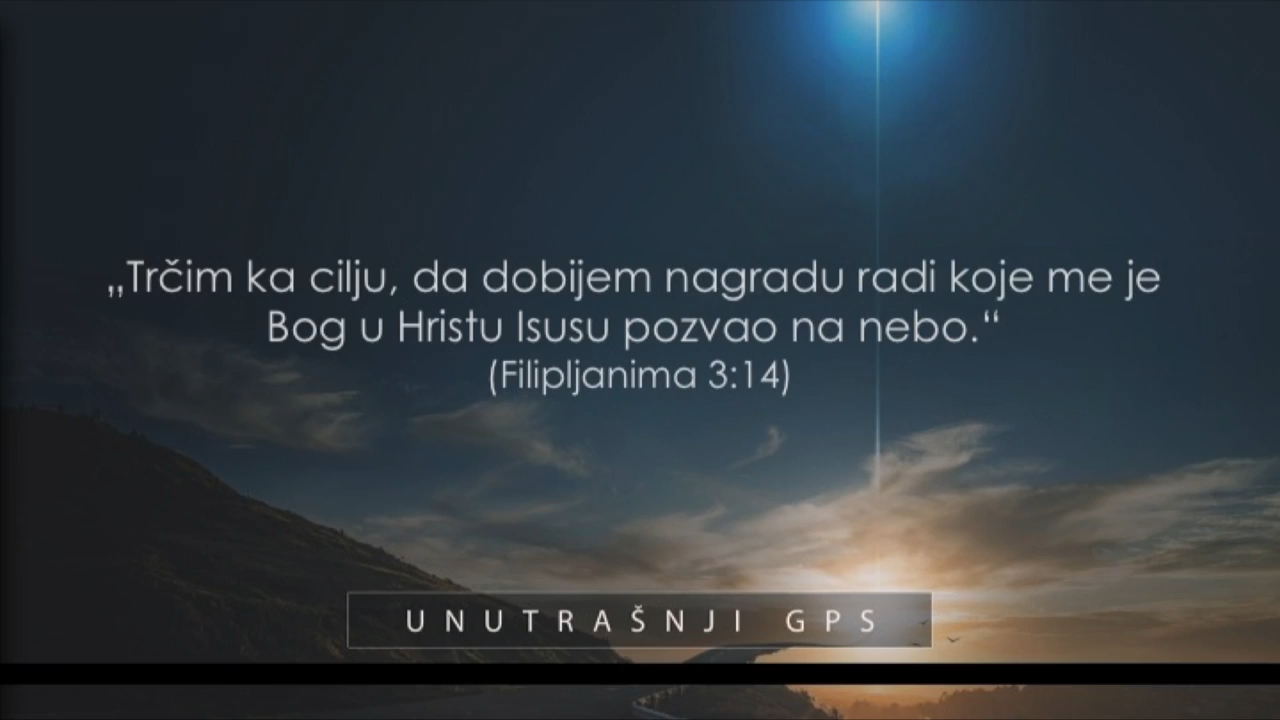 „Trčim ka cilju, da dobijem nagradu radi koje me je
Bog u Hristu Isusu pozvao na nebo.“
(Filipljanima 3:14)
UNUTRAŠNJI GPS